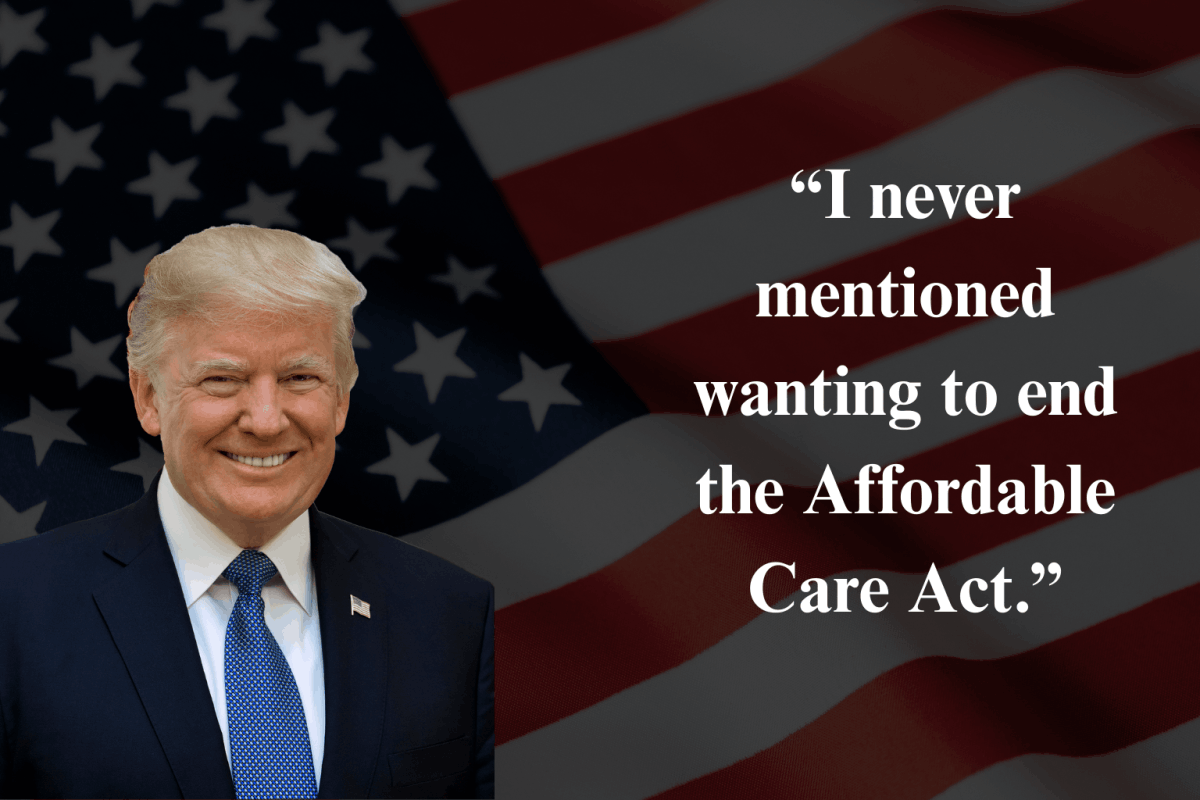 “I never
mentioned
wanting to end
the Affordable
Care Act.”